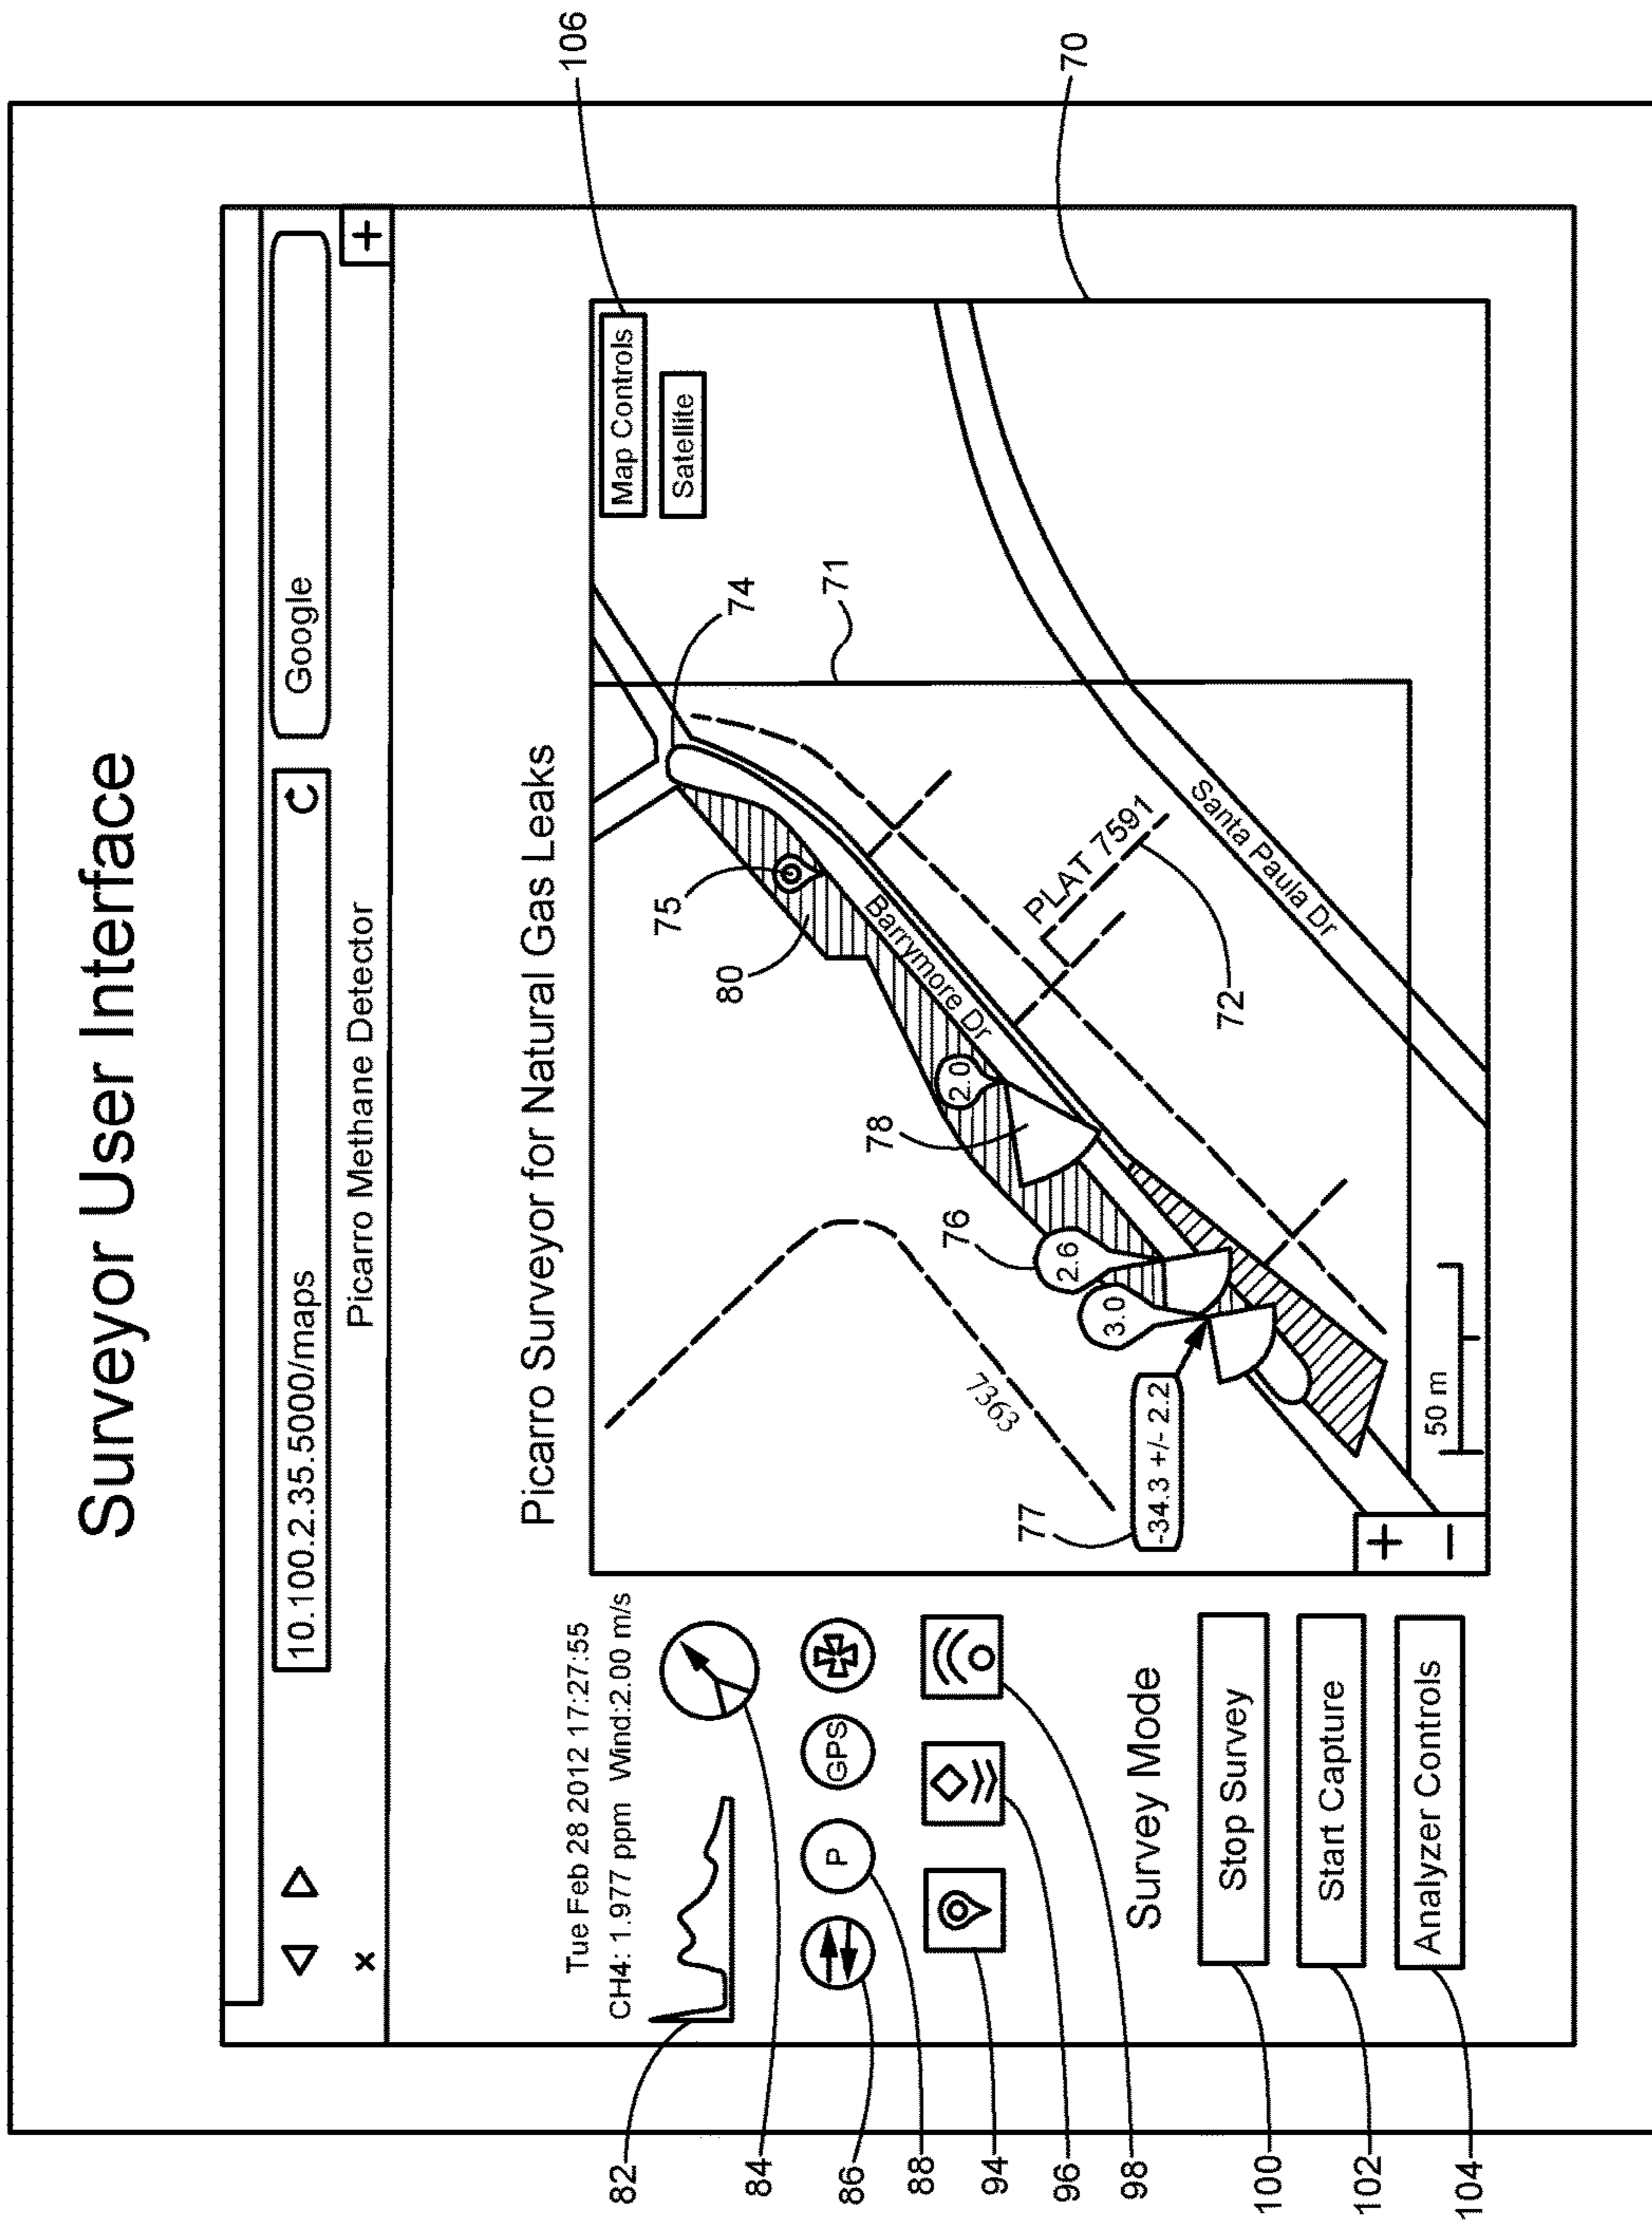 Surveyor User Interface
10.100.2.35.5000/maps
Google
x
Picarro Methane Detector
+
Picarro Surveyor for Natural Gas Leaks
Tue Feb 28 2012 17:27:55
CH4: 1.977 ppm Wind:2.00 m/s
P
GPS
Survey Mode
Stop Survey
Start Capture
Analyzer Controls
Map Controls
Satellite
Barrymore Dr
PLAT 7591
Santa Paula Dr
7363
2.0
2.6
3.0
-34.3 +/- 2.2
50 m
+
−
106
70
71
74
75
80
72
78
76
77
82
84
86
88
94
96
98
100
102
104